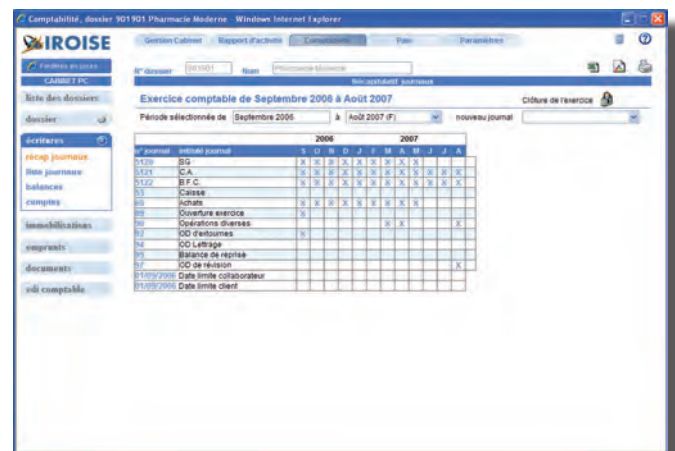 Comptabilité, dossier 901901 Pharmacie Moderne - Windows Internet Explorer
IROISE
Gestion Cabinet Rapport d'activité Comptabilité Paie Paramètres
Fenêtres en cours
CABINET PC
N° dossier 901901 Nom Pharmacie Moderne
Récapitulatif journaux
liste des dossiers
Exercice comptable de Septembre 2006 à Août 2007
Clôture de l'exercice
dossier
Période sélectionnée de Septembre 2006 à Août 2007 (F) nouveau journal
écritures
récap journaux
liste journaux
balances
comptes
immobilisations
emprunts
documents
edi comptable
2006 2007
n° journal intitulé journal S O N D J F M A M J J A
5120 SG X X X X X X X X X
5121 C.A. X X X X X X X X X X X X
5122 B.F.C. X X X X X X X X X X X X
53 Caisse
60 Achats X X X X X X X X X
89 Ouverture exercice X
90 Opérations diverses X X X
92 OD d'extournes X
94 OD Lettrage
95 Balance de reprise
97 OD de révision X
01/09/2006 Date limite collaborateur
01/09/2006 Date limite client